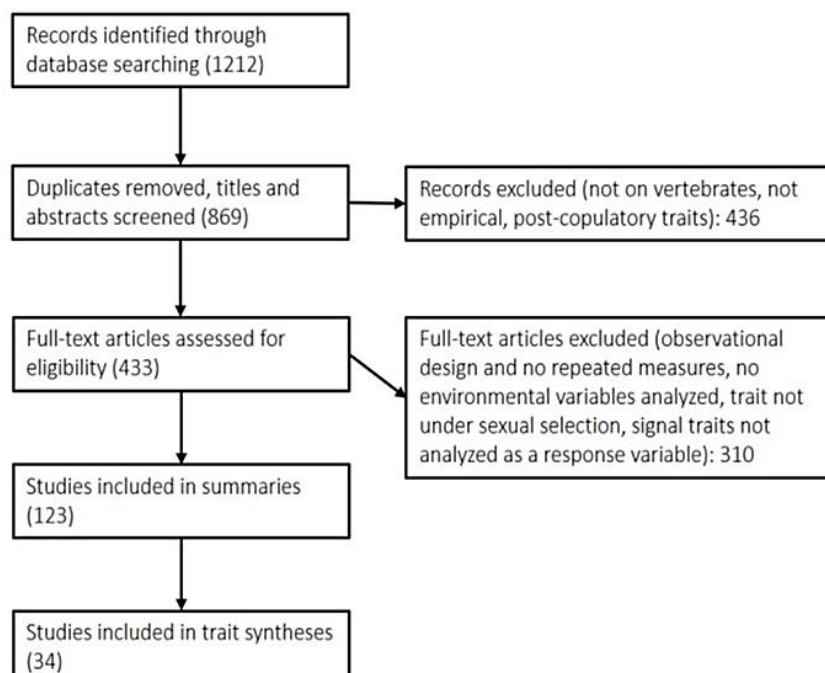 Records identified through
database searching (1212)
Duplicates removed, titles and
abstracts screened (869)
Records excluded (not on vertebrates, not
empirical, post-copulatory traits): 436
Full-text articles assessed for
eligibility (433)
Full-text articles excluded (observational
design and no repeated measures, no
environmental variables analyzed, trait not
under sexual selection, signal traits not
analyzed as a response variable): 310
Studies included in summaries
(123)
Studies included in trait syntheses
(34)